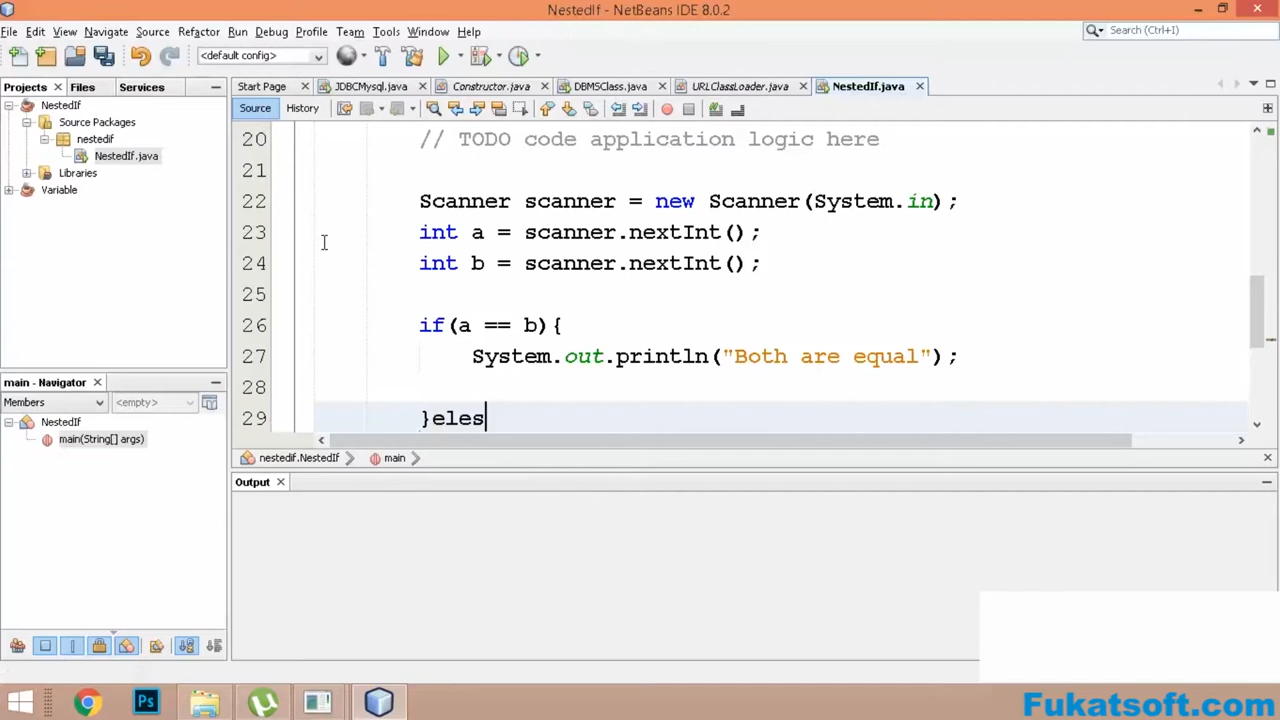 NestedIf - NetBeans IDE 8.0.2
File Edit View Navigate Source Refactor Run Debug Profile Team Tools Window Help
Search (Ctrl+I)
<default config>
Projects Files Services
Start Page JDBCMysql.java Constructor.java DBMSClass.java URLClassLoader.java NestedIf.java
Source History
NestedIf
Source Packages
nestedif
NestedIf.java
Libraries
Variable
20 // TODO code application logic here
21
22 Scanner scanner = new Scanner(System.in);
23 int a = scanner.nextInt();
24 int b = scanner.nextInt();
25
26 if(a == b){
27 System.out.println("Both are equal");
28
29 }eles
main - Navigator
Members <empty>
NestedIf
main(String[] args)
nestedif.NestedIf main
Output
Ps
Fukatsoft.com